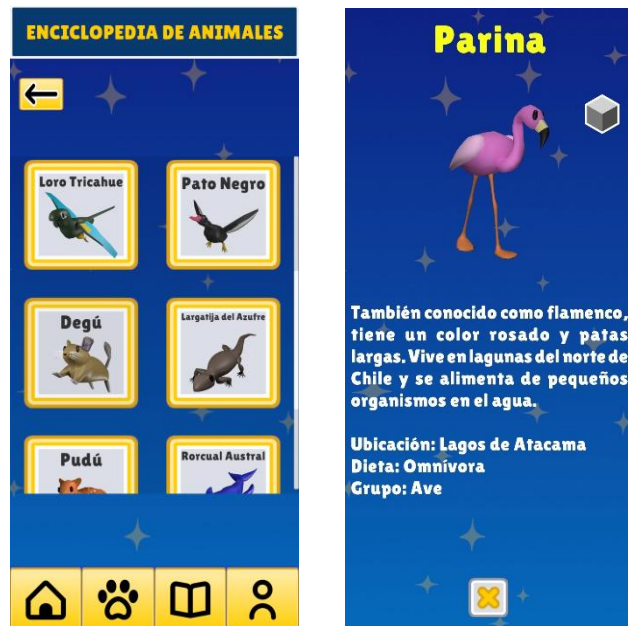 ENCICLOPEDIA DE ANIMALES
Loro Tricahue
Pato Negro
Degú
Largatija del Azufre
Pudú
Rorcual Austral
Parina
También conocido como flamenco,
tiene un color rosado y patas
largas. Vive en lagunas del norte de
Chile y se alimenta de pequeños
organismos en el agua.
Ubicación: Lagos de Atacama
Dieta: Omnívora
Grupo: Ave